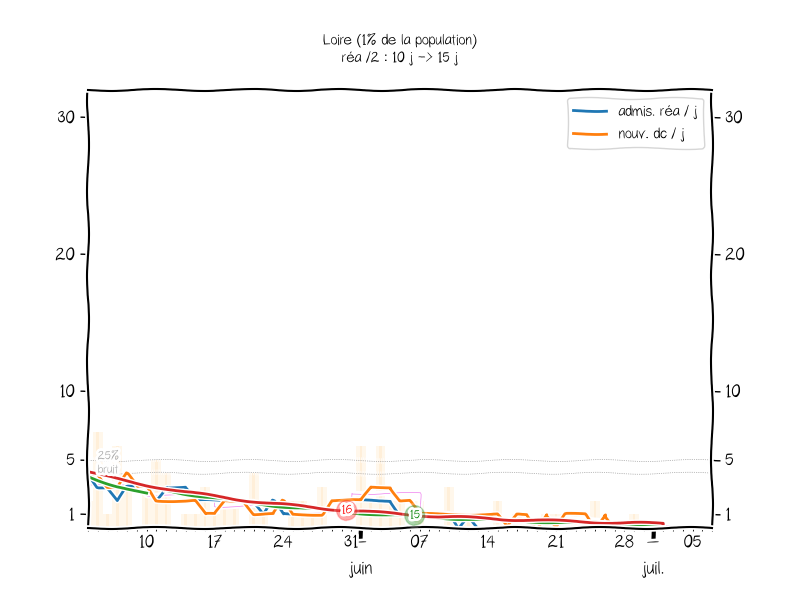 Loire (1% de la population)
réa /2 : 10 j -> 15 j
admis. réa / j
nouv. dc / j
30
30
20
20
10
10
5
5
1
1
25%
bruit
16
15
10 17 24 31 07 14 21 28 05
juin juil.